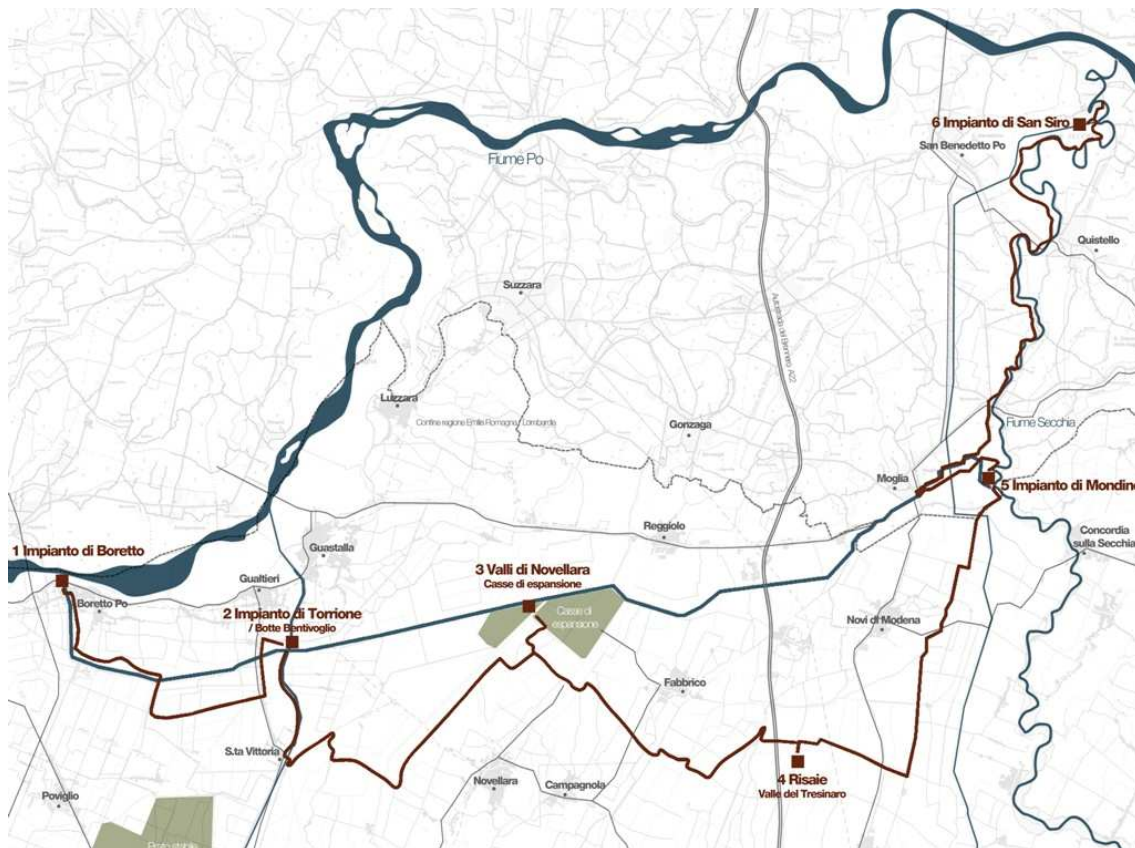 6 Impianto di San Siro
San Benedetto Po
Fiume Po
Quistello
Suzzara
Autostrada del Brennero A22
Luzzara
Confine regione Emilia Romagna / Lombardia
Gonzaga
Fiume Secchia
Moglia
5 Impianto di Mondine
Reggiolo
Concordia
sulla Secchia
1 Impianto di Boretto
Guastalla
Gualtieri
3 Valli di Novellara
Casse di espansione
Boretto Po
2 Impianto di Torrione
/ Botte Bentivoglio
Casse di
espansione
Novi di Modena
Fabbrico
S.ta Vittoria
4 Risaie
Valle del Tresinaro
Novellara
Campagnola
Poviglio